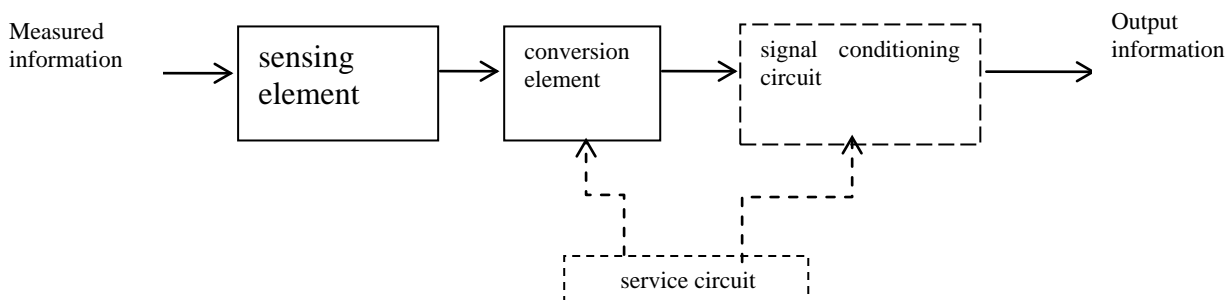 Measured
information
sensing
element
conversion
element
signal conditioning
circuit
Output
information
service circuit